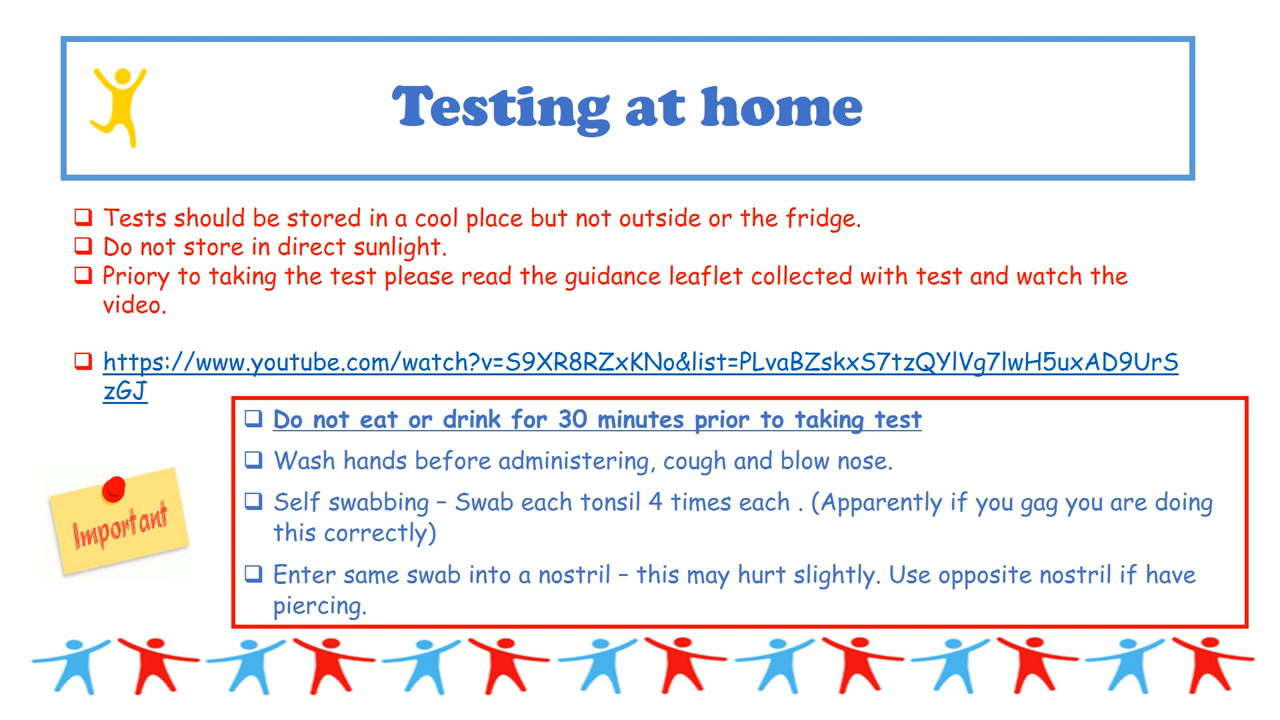 Testing at home
❑ Tests should be stored in a cool place but not outside or the fridge.
❑ Do not store in direct sunlight.
❑ Priory to taking the test please read the guidance leaflet collected with test and watch the
video.
❑ https://www.youtube.com/watch?v=S9XR8RZxKNo&list=PLvaBZskxS7tzQYlVg7lwH5uxAD9UrS
zGJ
❑ Do not eat or drink for 30 minutes prior to taking test
❑ Wash hands before administering, cough and blow nose.
❑ Self swabbing – Swab each tonsil 4 times each . (Apparently if you gag you are doing
this correctly)
❑ Enter same swab into a nostril – this may hurt slightly. Use opposite nostril if have
piercing.
Important